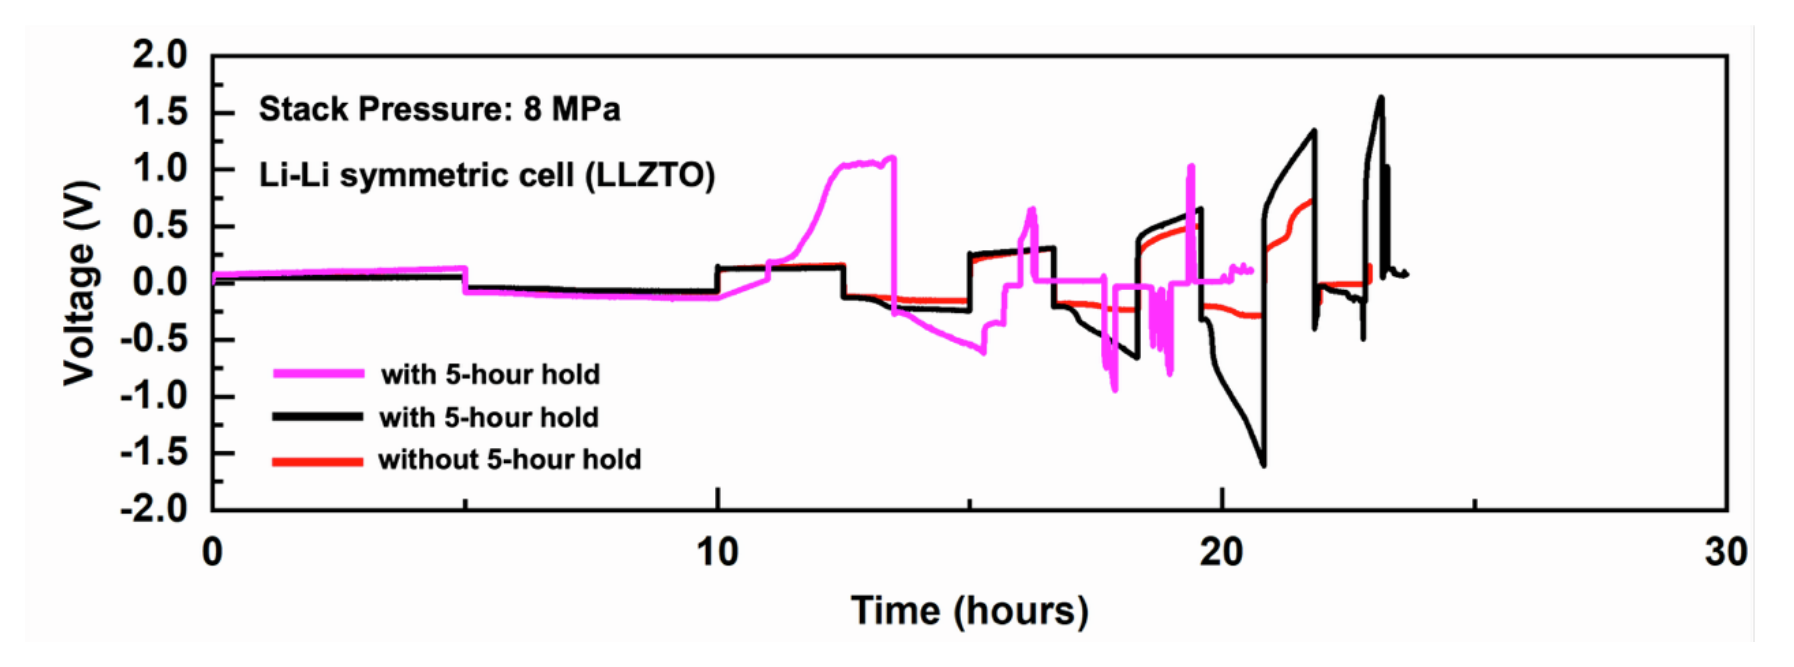 2.0
1.5
1.0
0.5
0.0
-0.5
-1.0
-1.5
-2.0
Voltage (V)
Stack Pressure: 8 MPa
Li-Li symmetric cell (LLZTO)
with 5-hour hold
with 5-hour hold
without 5-hour hold
0 10 20 30
Time (hours)